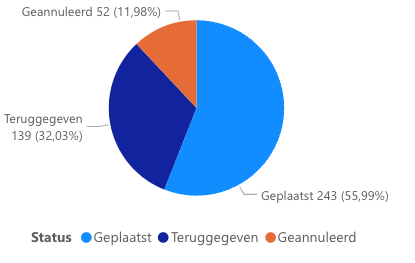 Geannuleerd 52 (11,98%)
Teruggegeven
139 (32,03%)
Geplaatst 243 (55,99%)
Status Geplaatst Teruggegeven Geannuleerd